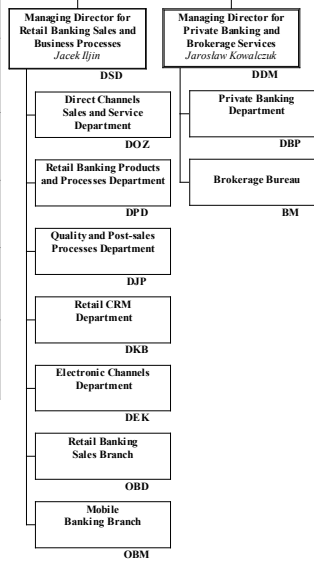 Managing Director for
Retail Banking Sales and
Business Processes
Jacek Iljin
DSD
Direct Channels
Sales and Service
Department
DOZ
Retail Banking Products
and Processes Department
DPD
Quality and Post-sales
Processes Department
DJP
Retail CRM
Department
DKB
Electronic Channels
Department
DEK
Retail Banking
Sales Branch
OBD
Mobile
Banking Branch
OBM
Managing Director for
Private Banking and
Brokerage Services
Jaroslaw Kowalczuk
DDM
Private Banking
Department
DBP
Brokerage Bureau
BM